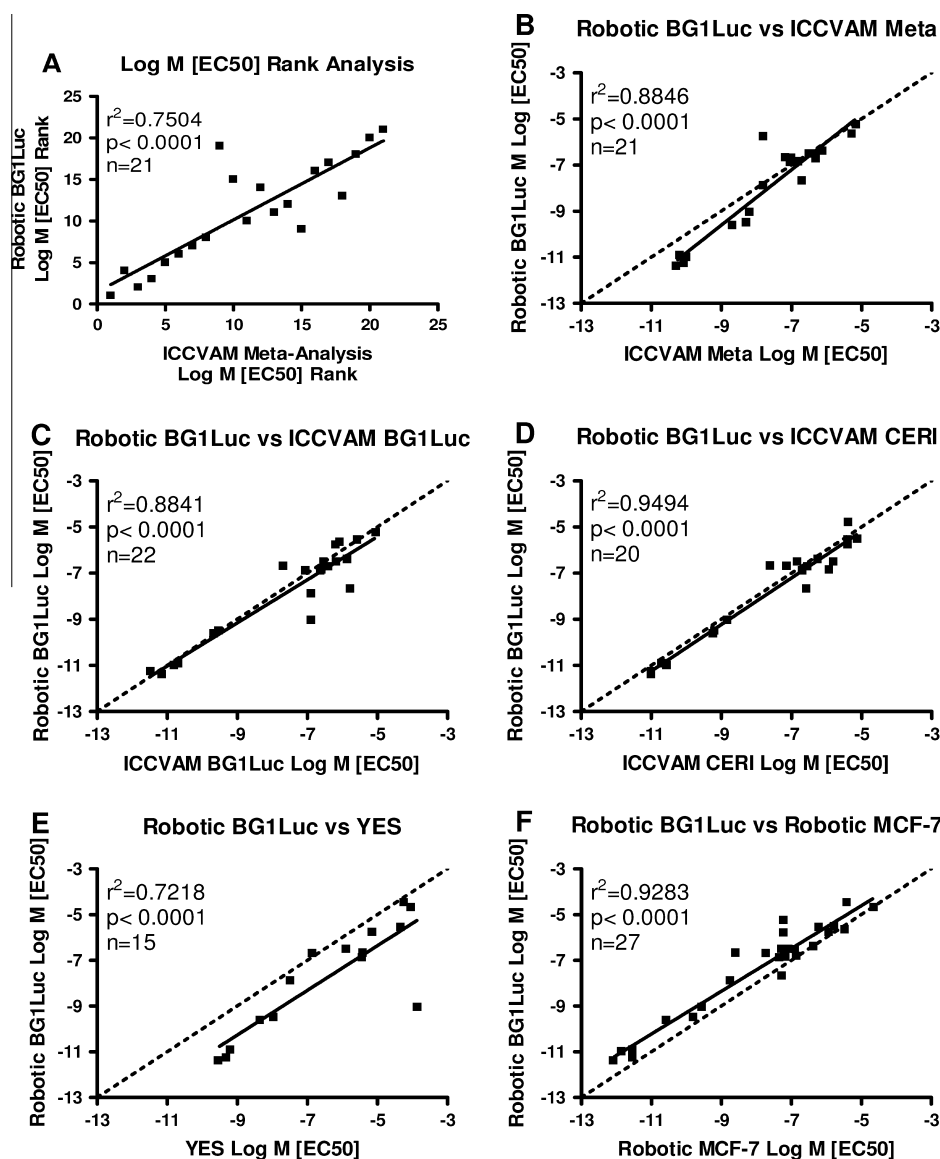 A
Log M [EC50] Rank Analysis
r²=0.7504
p< 0.0001
n=21
Robotic BG1Luc
Log M [EC50] Rank
25
20
15
10
5
0
0 5 10 15 20 25
ICCVAM Meta-Analysis
Log M [EC50] Rank
B
Robotic BG1Luc vs ICCVAM Meta
r²=0.8846
p< 0.0001
n=21
Robotic BG1Luc M Log [EC50]
-3
-5
-7
-9
-11
-13
-13 -11 -9 -7 -5 -3
ICCVAM Meta Log M [EC50]
C
Robotic BG1Luc vs ICCVAM BG1Luc
r²=0.8841
p< 0.0001
n=22
Robotic BG1Luc Log M [EC50]
-3
-5
-7
-9
-11
-13
-13 -11 -9 -7 -5 -3
ICCVAM BG1Luc Log M [EC50]
D
Robotic BG1Luc vs ICCVAM CERI
r²=0.9494
p< 0.0001
n=20
Robotic BG1Luc Log M [EC50]
-3
-5
-7
-9
-11
-13
-13 -11 -9 -7 -5 -3
ICCVAM CERI Log M [EC50]
E
Robotic BG1Luc vs YES
r²=0.7218
p< 0.0001
n=15
Robotic BG1Luc Log M [EC50]
-3
-5
-7
-9
-11
-13
-13 -11 -9 -7 -5 -3
YES Log M [EC50]
F
Robotic BG1Luc vs Robotic MCF-7
r²=0.9283
p< 0.0001
n=27
Robotic BG1Luc Log M [EC50]
-3
-5
-7
-9
-11
-13
-13 -11 -9 -7 -5 -3
Robotic MCF-7 Log M [EC50]